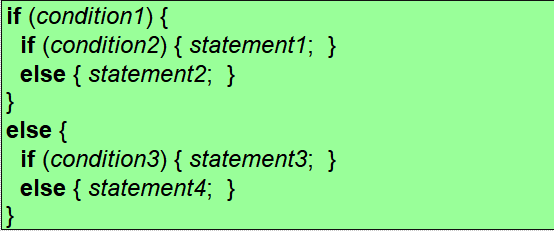 if (condition1) {
if (condition2) { statement1;  }
else { statement2;  }
}
else {
if (condition3) { statement3;  }
else { statement4;  }
}